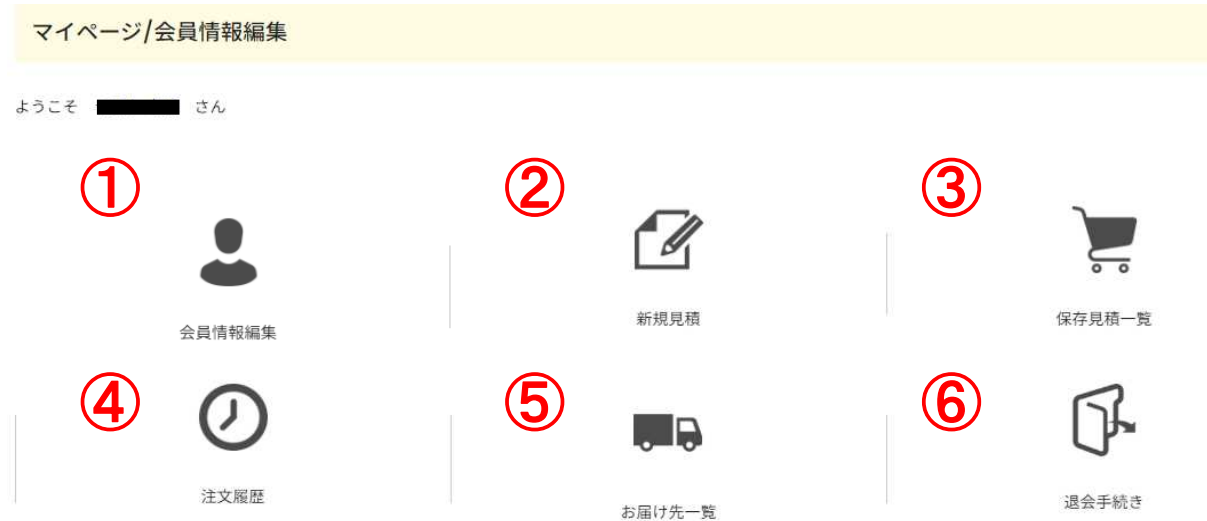 マイページ/会員情報編集
ようこそ さん
① ② ③
会員情報編集 新規見積 保存見積一覧
④ ⑤ ⑥
注文履歴 お届け先一覧 退会手続き